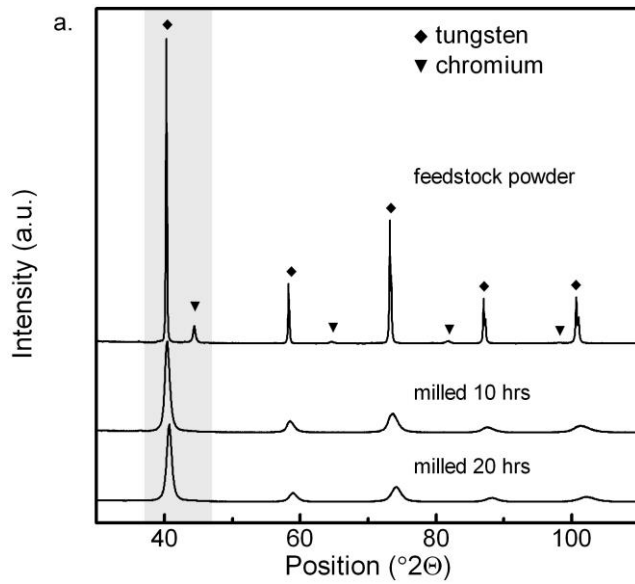 a.
◆ tungsten
▼ chromium
feedstock powder
milled 10 hrs
milled 20 hrs
Intensity (a.u.)
40 60 80 100
Position (°2Θ)